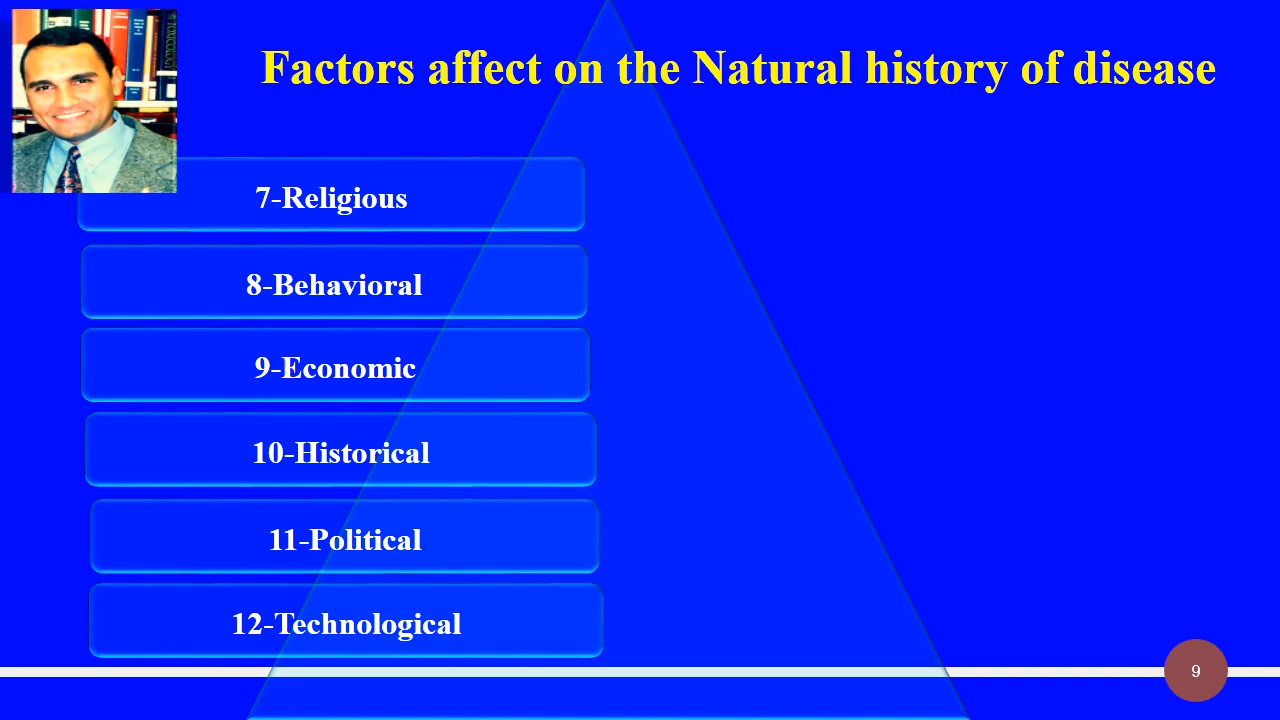 Factors affect on the Natural history of disease
7-Religious
8-Behavioral
9-Economic
10-Historical
11-Political
12-Technological
9